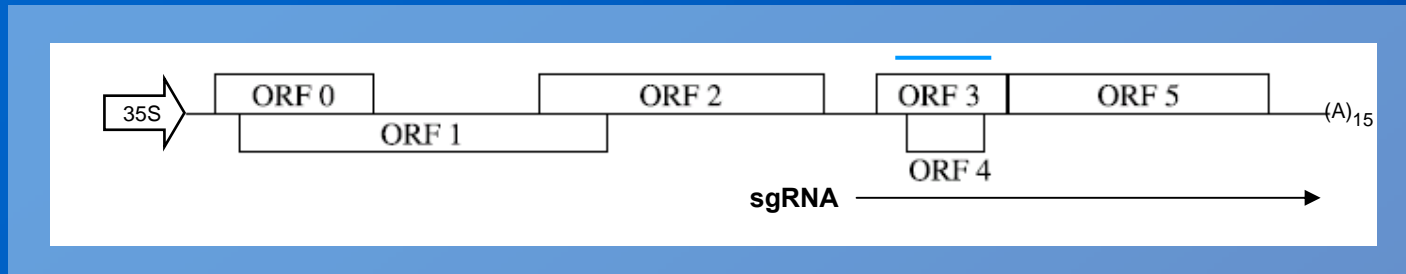 35S
ORF 0
ORF 2
ORF 3
ORF 5
(A)15
ORF 1
ORF 4
sgRNA